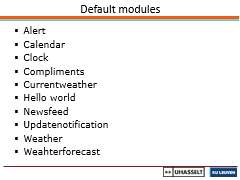 Default modules
Alert
Calendar
Clock
Compliments
Currentweather
Hello world
Newsfeed
Updatenotification
Weather
Weahterforecast
UHASSELT
KU LEUVEN